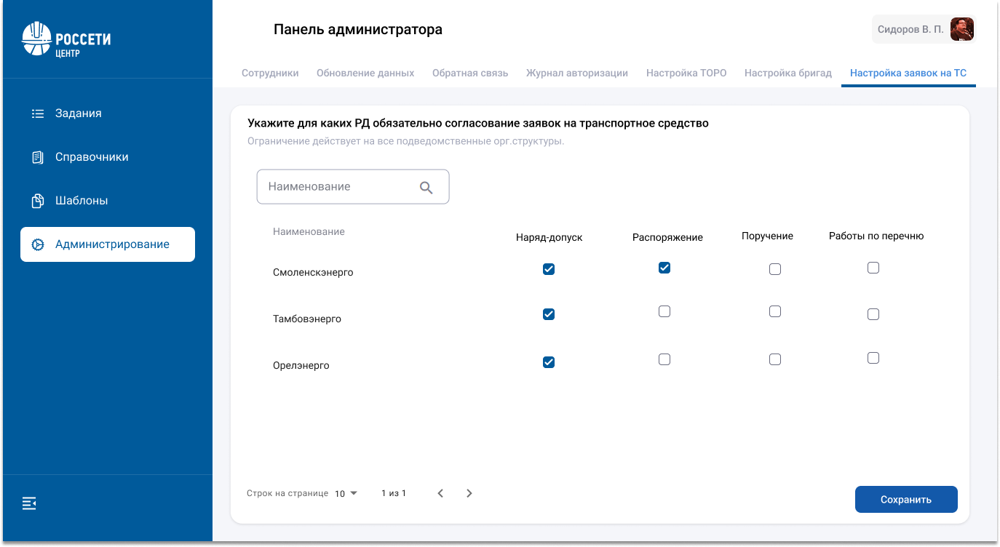 РОССЕТИ
ЦЕНТР
Панель администратора
Сидоров В. П.
Сотрудники
Обновление данных
Обратная связь
Журнал авторизации
Настройка ТОРО
Настройка бригад
Настройка заявок на ТС
Задания
Справочники
Шаблоны
Администрирование
Укажите для каких РД обязательно согласование заявок на транспортное средство
Ограничение действует на все подведомственные орг.структуры.
Наименование
Наименование
Наряд-допуск
Распоряжение
Поручение
Работы по перечню
Смоленскэнерго
Тамбовэнерго
Орелэнерго
Строк на странице 10
1 из 1
Сохранить